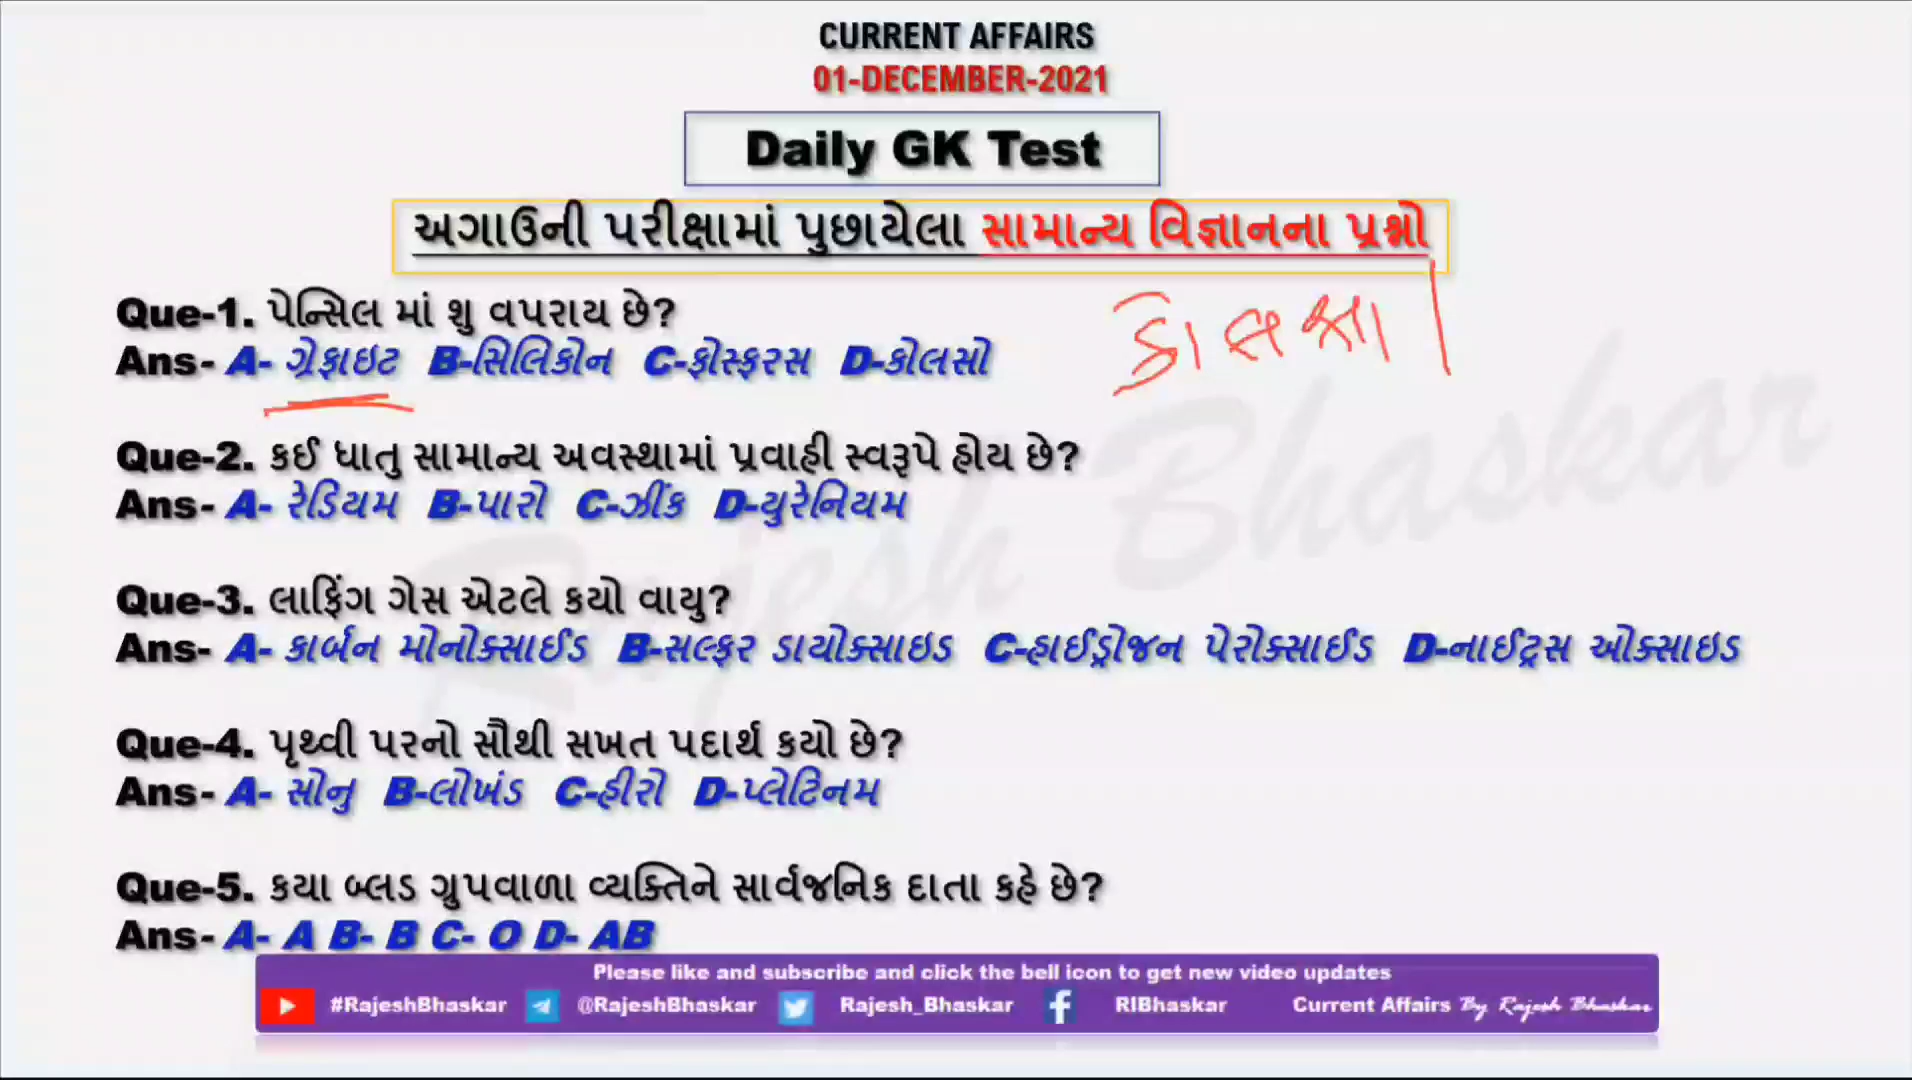 CURRENT AFFAIRS
01-DECEMBER-2021
Daily GK Test
અગાઉની પરીક્ષામાં પુછાયેલા સામાન્ય વિજ્ઞાનના પ્રશ્નો
Que-1. પેન્સિલ માં શુ વપરાય છે?
Ans- A- ગ્રેફાઇટ B-સિલિકોન C-ફોસ્ફરસ D-કોલસો
Que-2. કઈ ધાતુ સામાન્ય અવસ્થામાં પ્રવાહી સ્વરૂપે હોય છે?
Ans- A- રેડિયમ B-પારો C-ઝીંક D-યુરેનિયમ
Que-3. લાફિંગ ગેસ એટલે કયો વાયુ?
Ans- A- કાર્બન મોનોક્સાઈડ B-સલ્ફર ડાયોક્સાઇડ C-હાઈડ્રોજન પેરોક્સાઈડ D-નાઈટ્રસ ઓક્સાઇડ
Que-4. પૃથ્વી પરનો સૌથી સખત પદાર્થ કયો છે?
Ans- A- સોનુ B-લોખંડ C-હીરો D-પ્લેટિનમ
Que-5. કયા બ્લડ ગ્રુપવાળા વ્યક્તિને સાર્વજનિક દાતા કહે છે?
Ans- A- A B- B C- O D- AB
Rajesh Bhaskar
Please like and subscribe and click the bell icon to get new video updates
#RajeshBhaskar @RajeshBhaskar Rajesh_Bhaskar RIBhaskar Current Affairs By Rajesh Bhaskar